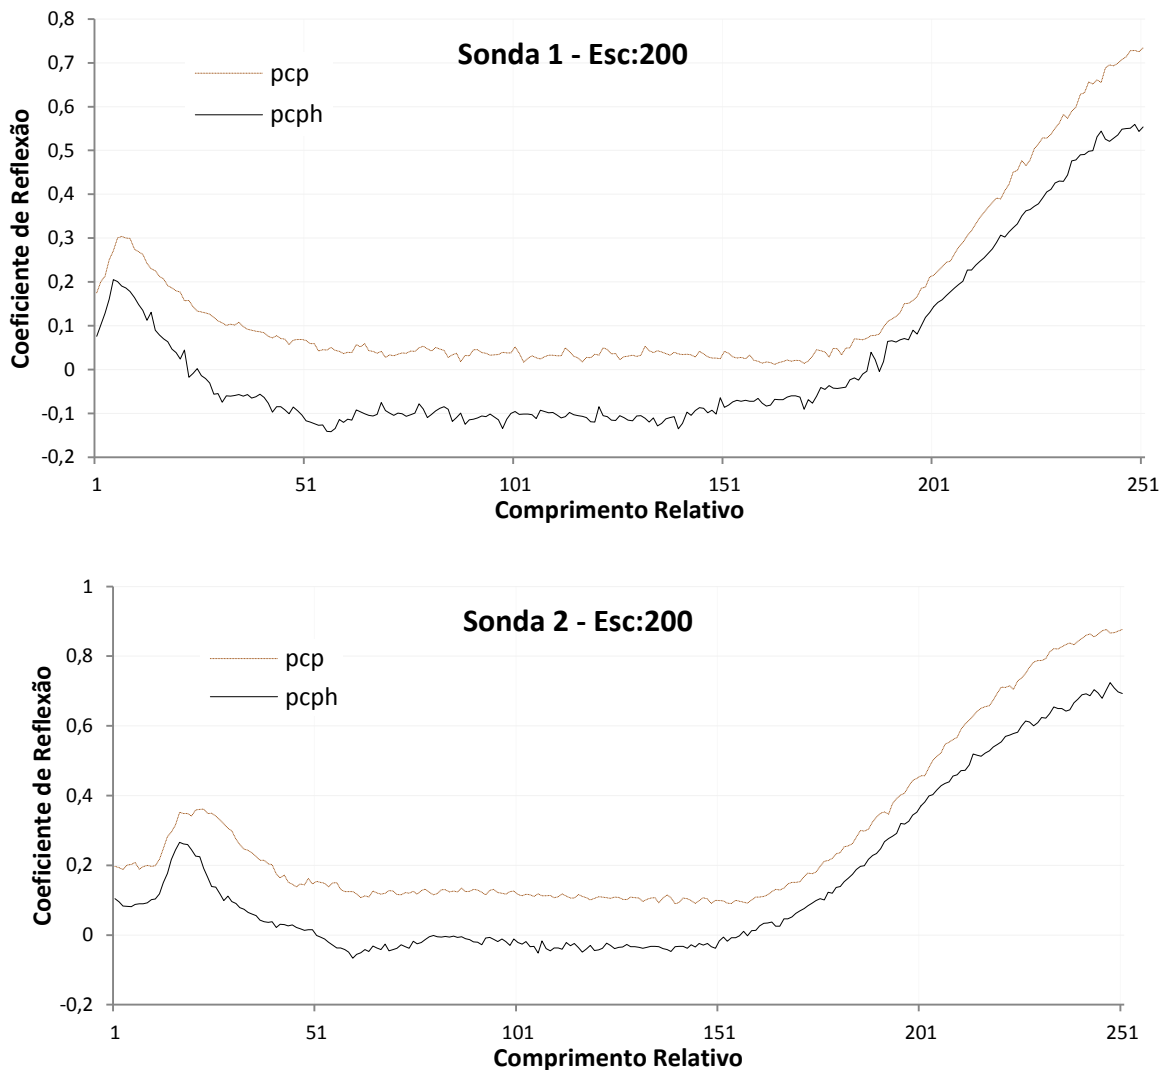 Sonda 1 - Esc:200
pcp
pcph
Coeficiente de Reflexão
0,8
0,7
0,6
0,5
0,4
0,3
0,2
0,1
0
-0,1
-0,2
1 51 101 151 201 251
Comprimento Relativo
Sonda 2 - Esc:200
pcp
pcph
Coeficiente de Reflexão
1
0,8
0,6
0,4
0,2
0
-0,2
1 51 101 151 201 251
Comprimento Relativo